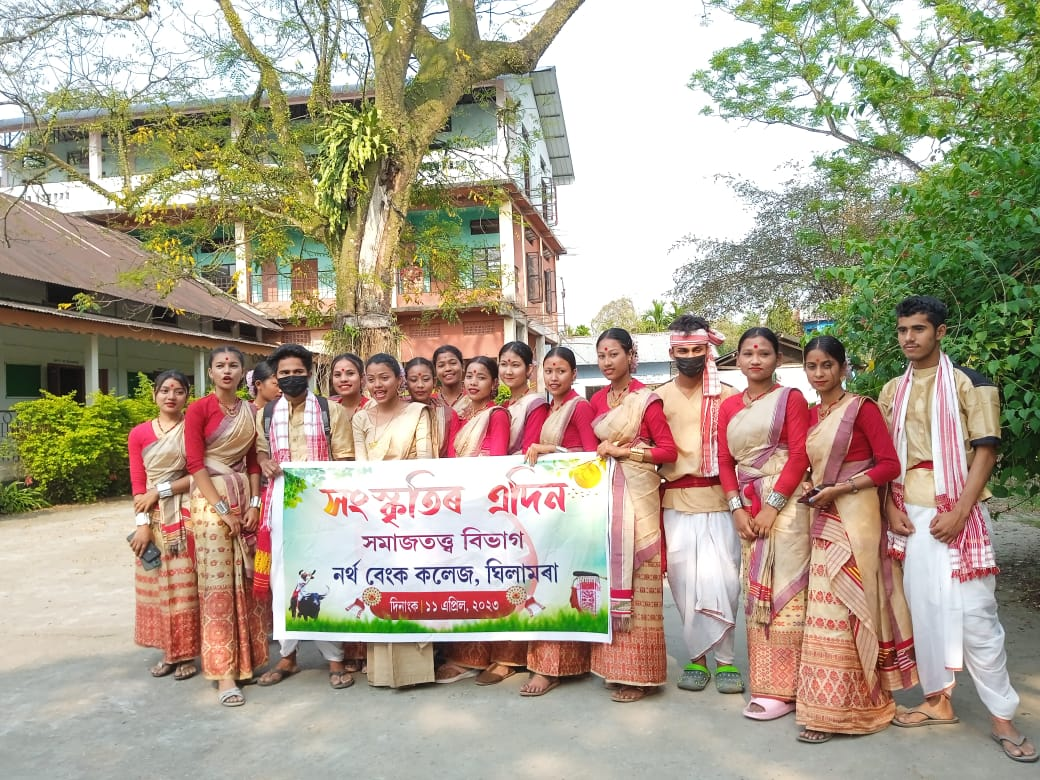 সংস্কৃতিৰ এদিন
সমাজতত্ত্ব বিভাগ
নৰ্থ বেংক কলেজ, ঘিলামৰা
দিনাংক। ১১ এপ্ৰিল, ২০২৩